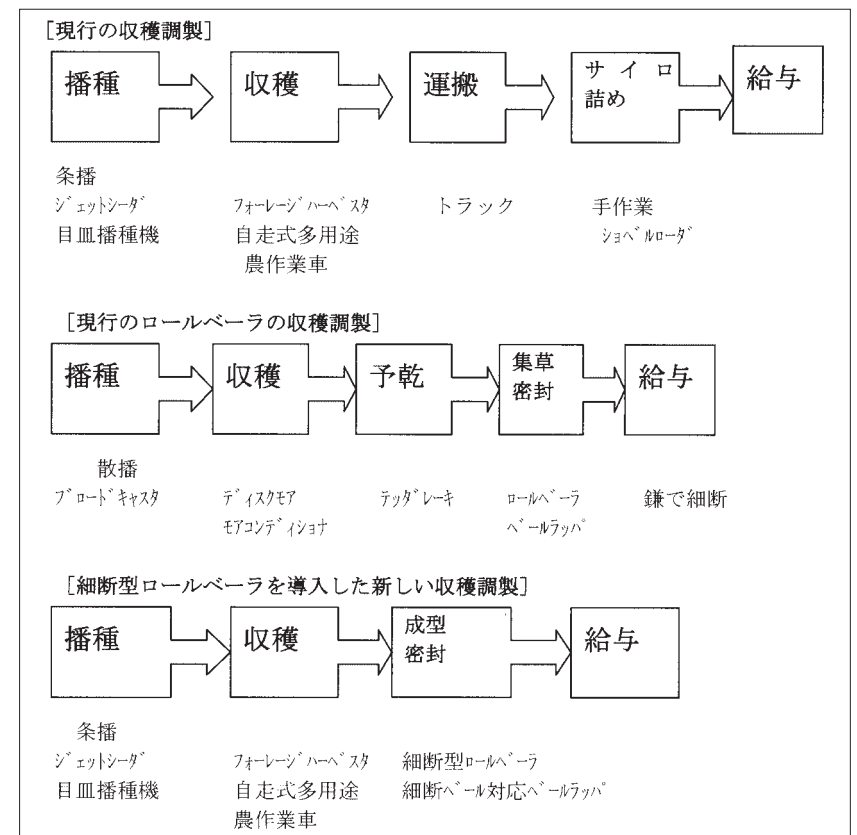 ［現行の収穫調製］
播種 収穫 運搬 サイロ 給与
詰め
条播
ｼﾞｪｯﾄｼｰﾀﾞ ﾌｫｰﾚｰｼﾞﾊｰﾍﾞｽﾀ トラック 手作業
目皿播種機 自走式多用途 ｼｮﾍﾞﾙﾛｰﾀﾞ
農作業車
［現行のロールベーラの収穫調製］
播種 収穫 予乾 集草 給与
密封
散播
ﾌﾞﾛｰﾄﾞｷｬｽﾀ ﾃﾞｨｽｸﾓｱ ﾃｯﾀﾞﾚｰｷ ﾛｰﾙﾍﾞｰﾗ 鎌で細断
ﾓｱｺﾝﾃﾞｨｼｮﾅ ﾍﾞｰﾙﾗｯﾊﾟ
［細断型ロールベーラを導入した新しい収穫調製］
播種 収穫 成型 給与
密封
条播
ｼﾞｪｯﾄｼｰﾀﾞ ﾌｫｰﾚｰｼﾞﾊｰﾍﾞｽﾀ 細断型ﾛｰﾙﾍﾞｰﾗ
目皿播種機 自走式多用途 細断ﾍﾞｰﾙ対応ﾍﾞｰﾙﾗｯﾊﾟ
農作業車